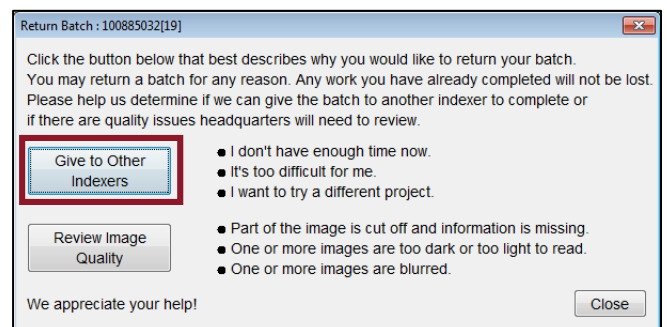 Return Batch : 100885032[19]
Click the button below that best describes why you would like to return your batch.
You may return a batch for any reason. Any work you have already completed will not be lost.
Please help us determine if we can give the batch to another indexer to complete or
if there are quality issues headquarters will need to review.
Give to Other
Indexers
● I don't have enough time now.
● It's too difficult for me.
● I want to try a different project.
Review Image
Quality
● Part of the image is cut off and information is missing.
● One or more images are too dark or too light to read.
● One or more images are blurred.
We appreciate your help!
Close